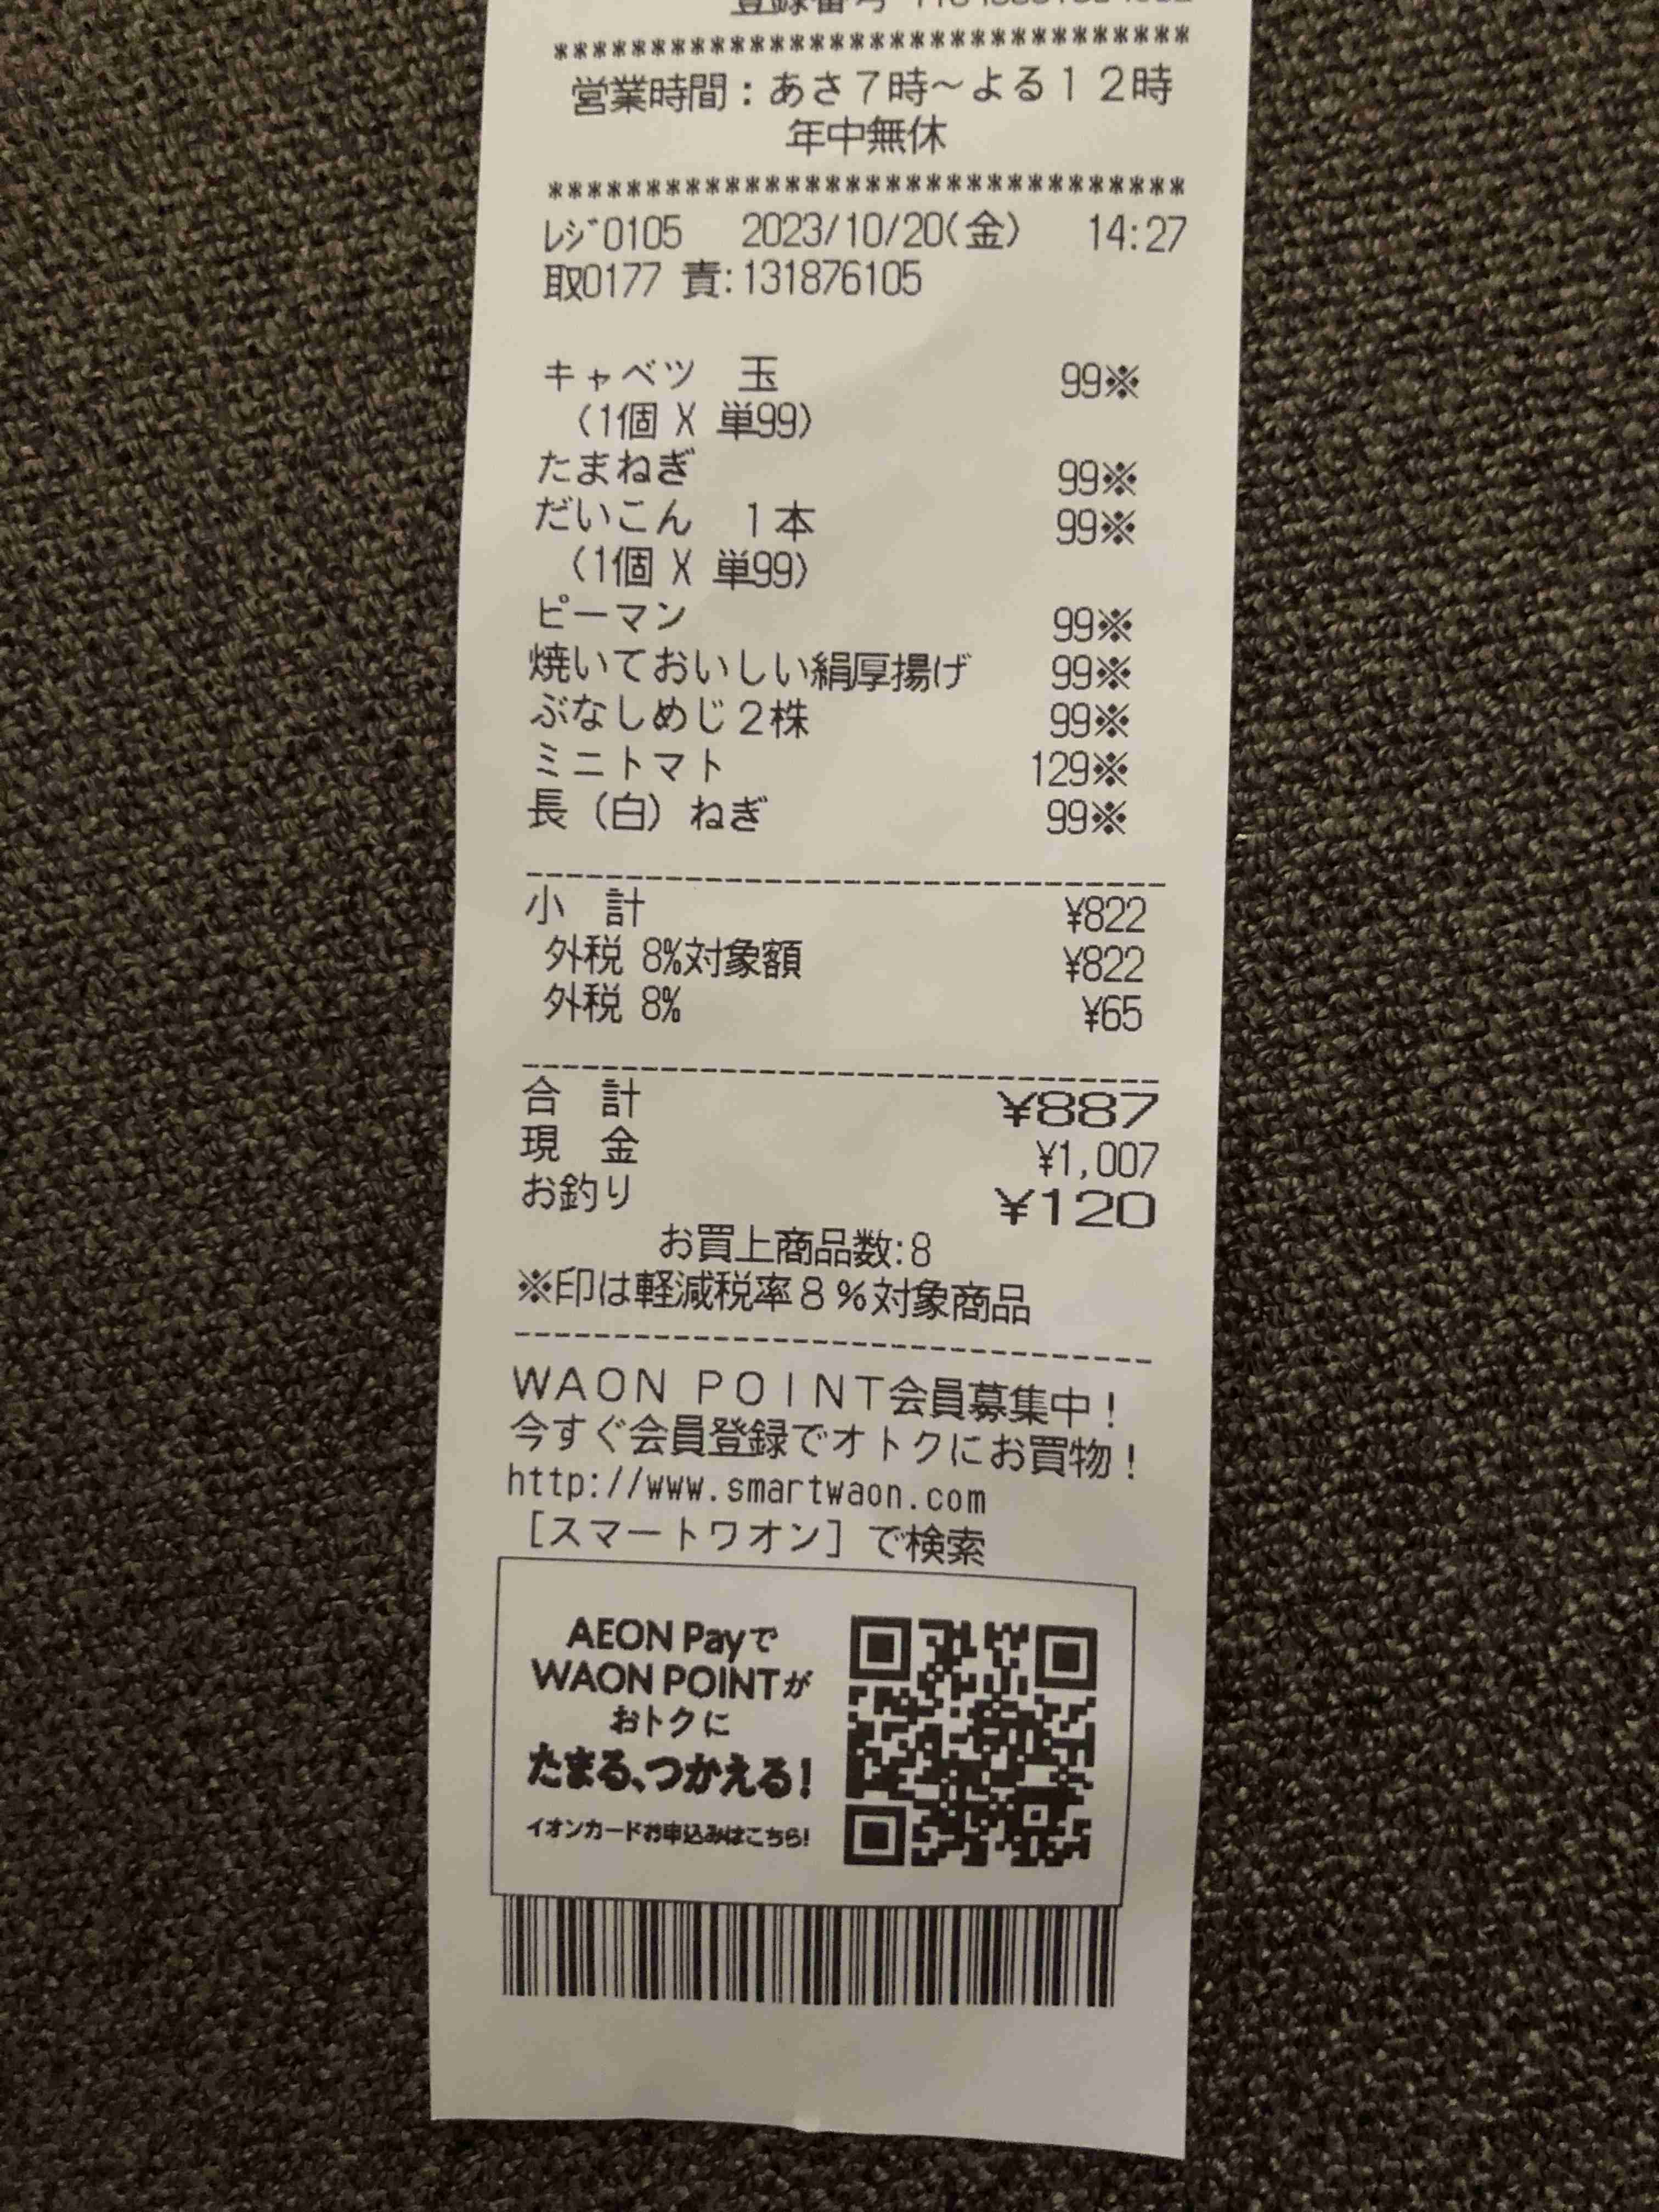 ****************************************
営業時間：あさ７時～よる１２時
年中無休
****************************************
ﾚｼﾞ0105 2023/10/20(金) 14:27
取0177 責:131876105
キャベツ 玉 99※
(1個 X 単99)
たまねぎ 99※
だいこん １本 99※
(1個 X 単99)
ピーマン 99※
焼いておいしい絹厚揚げ 99※
ぶなしめじ２株 99※
ミニトマト 129※
長（白）ねぎ 99※
小 計 ¥822
外税 8%対象額 ¥822
外税 8% ¥65
合 計 ¥887
現 金 ¥1,007
お釣り ¥120
お買上商品数:8
※印は軽減税率８％対象商品
ＷＡＯＮ ＰＯＩＮＴ会員募集中！
今すぐ会員登録でオトクにお買物！
http://www.smartwaon.com
［スマートワオン］で検索
AEON Payで
WAON POINTが
おトクに
たまる、つかえる！
イオンカードお申込みはこちら!